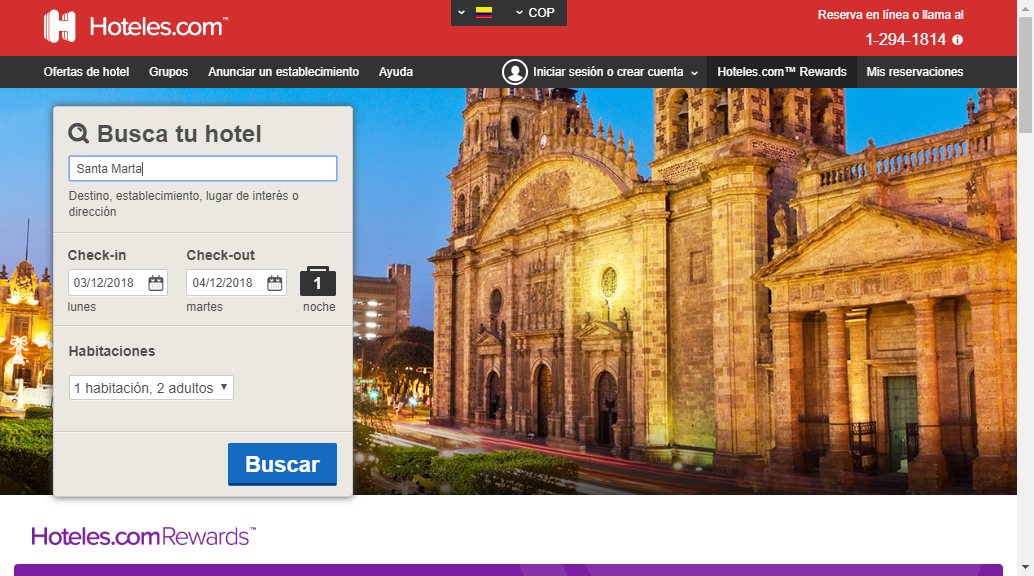 Hoteles.com™
COP
Reserva en línea o llama al
1-294-1814
Ofertas de hotel Grupos Anunciar un establecimiento Ayuda Iniciar sesión o crear cuenta Hoteles.com™ Rewards Mis reservaciones
Busca tu hotel
Santa Marta
Destino, establecimiento, lugar de interés o
dirección
Check-in Check-out
03/12/2018 04/12/2018 1
lunes martes noche
Habitaciones
1 habitación, 2 adultos
Buscar
Hoteles.com Rewards™